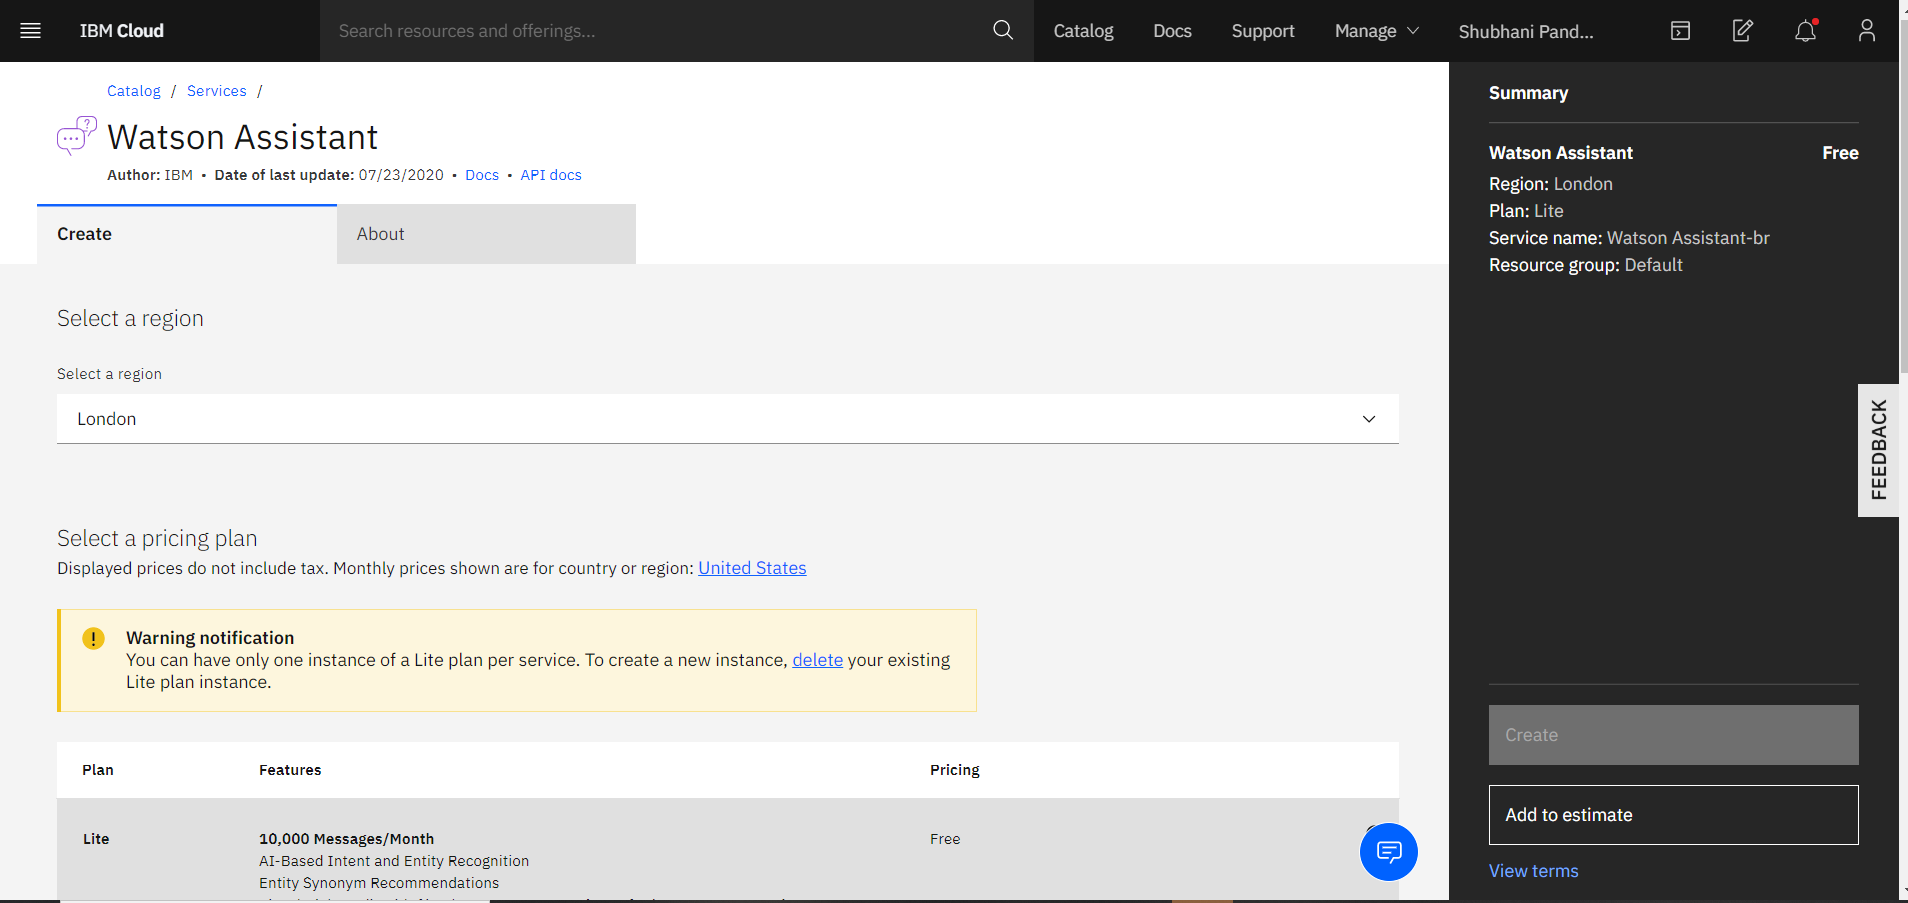 IBM Cloud
Search resources and offerings...
Catalog
Docs
Support
Manage
Shubhani Pand...
Catalog / Services /
Watson Assistant
Author: IBM • Date of last update: 07/23/2020 • Docs • API docs
Create
About
Select a region
Select a region
London
Select a pricing plan
Displayed prices do not include tax. Monthly prices shown are for country or region: United States
Warning notification
You can have only one instance of a Lite plan per service. To create a new instance, delete your existing
Lite plan instance.
Plan
Features
Pricing
Lite
10,000 Messages/Month
Free
AI-Based Intent and Entity Recognition
Entity Synonym Recommendations
Summary
Watson Assistant
Free
Region: London
Plan: Lite
Service name: Watson Assistant-br
Resource group: Default
FEEDBACK
Create
Add to estimate
View terms